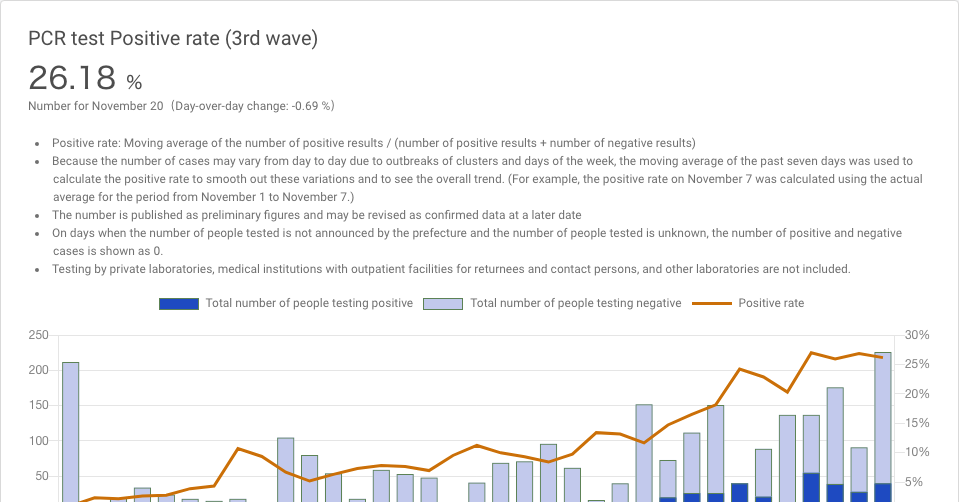 PCR test Positive rate (3rd wave)
26.18 %
Number for November 20（Day-over-day change: -0.69 %）
• Positive rate: Moving average of the number of positive results / (number of positive results + number of negative results)
• Because the number of cases may vary from day to day due to outbreaks of clusters and days of the week, the moving average of the past seven days was used to
calculate the positive rate to smooth out these variations and to see the overall trend. (For example, the positive rate on November 7 was calculated using the actual
average for the period from November 1 to November 7.)
• The number is published as preliminary figures and may be revised as confirmed data at a later date
• On days when the number of people tested is not announced by the prefecture and the number of people tested is unknown, the number of positive and negative
cases is shown as 0.
• Testing by private laboratories, medical institutions with outpatient facilities for returnees and contact persons, and other laboratories are not included.
Total number of people testing positive Total number of people testing negative Positive rate
250 30%
200 25%
20%
150 15%
100 10%
50 5%